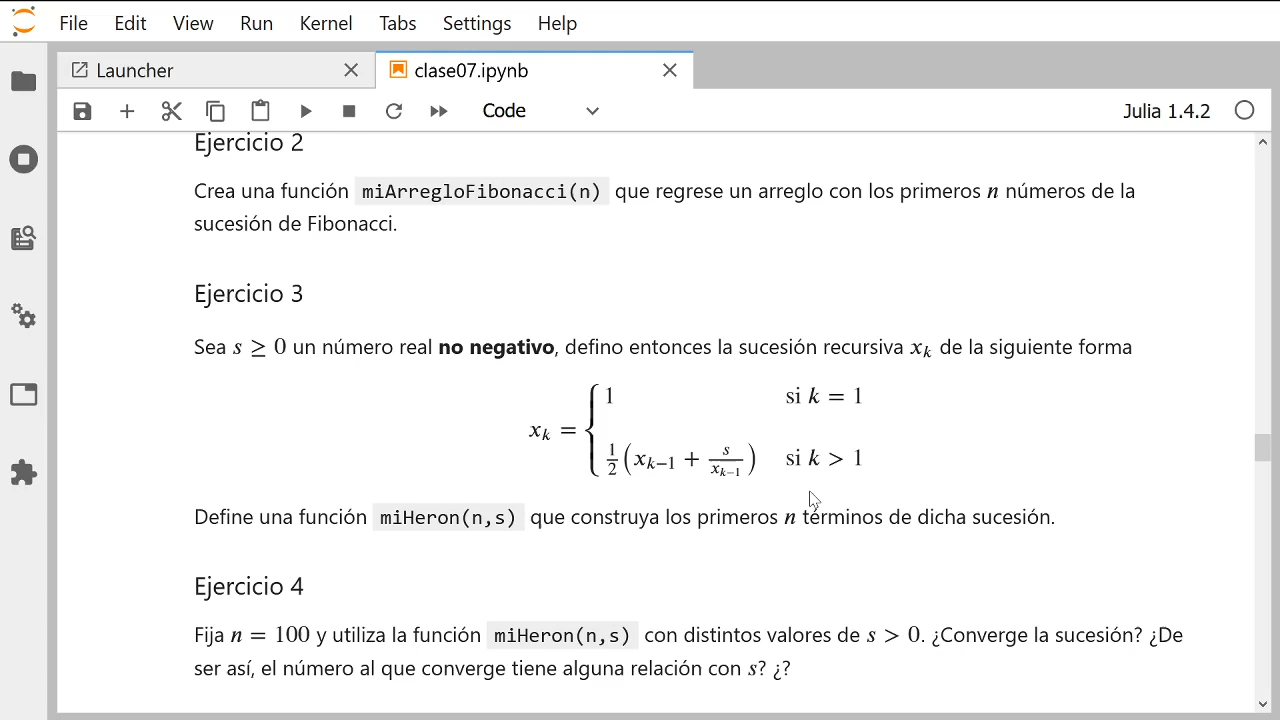 File Edit View Run Kernel Tabs Settings Help
Launcher
clase07.ipynb
Code
Julia 1.4.2
Ejercicio 2
Crea una función miArregloFibonacci(n) que regrese un arreglo con los primeros n números de la
sucesión de Fibonacci.
Ejercicio 3
Sea s ≥ 0 un número real no negativo, defino entonces la sucesión recursiva x_k de la siguiente forma
x_k = { 1 si k = 1
1/2 (x_{k−1} + s/x_{k−1}) si k > 1
Define una función miHeron(n,s) que construya los primeros n términos de dicha sucesión.
Ejercicio 4
Fija n = 100 y utiliza la función miHeron(n,s) con distintos valores de s > 0. ¿Converge la sucesión? ¿De
ser así, el número al que converge tiene alguna relación con s? ¿?